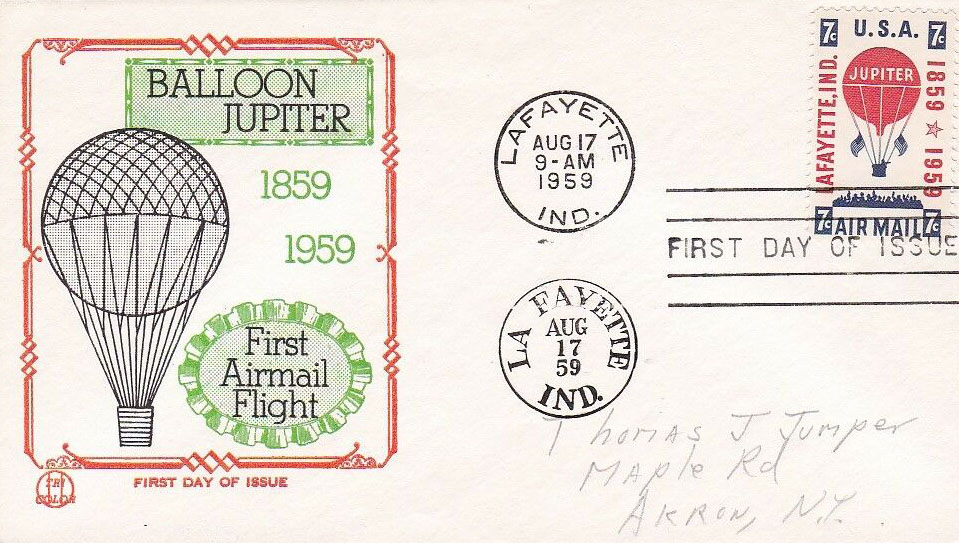 BALLOON
JUPITER
1859
1959
First
Airmail
Flight
FIRST DAY OF ISSUE
TRI
COLOR
LAFAYETTE
AUG 17
9-AM
1959
IND.
LA FAYETTE
AUG
17
59
IND.
7c U.S.A. 7c
JUPITER
LAFAYETTE, IND.
1859 ☆ 1959
7c AIR MAIL 7c
FIRST DAY OF ISSUE
Thomas J Jumper
Maple Rd
Akron, N.Y.